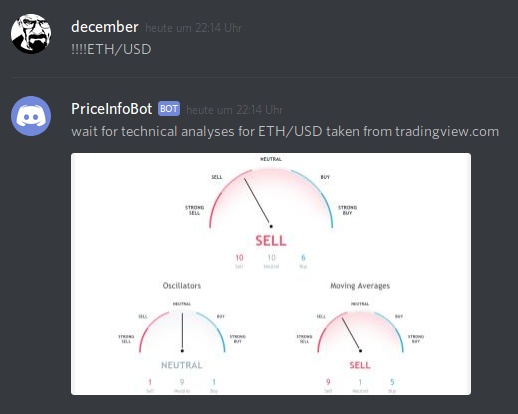 december heute um 22:14 Uhr
!!!!ETH/USD
PriceInfoBot BOT heute um 22:14 Uhr
wait for technical analyses for ETH/USD taken from tradingview.com
NEUTRAL
SELL BUY
STRONG SELL STRONG BUY
SELL
10 10 6
Sell Neutral Buy
Oscillators Moving Averages
NEUTRAL NEUTRAL
SELL BUY SELL BUY
STRONG SELL STRONG BUY STRONG SELL STRONG BUY
NEUTRAL SELL
1 9 1 9 1 5
Sell Neutral Buy Sell Neutral Buy